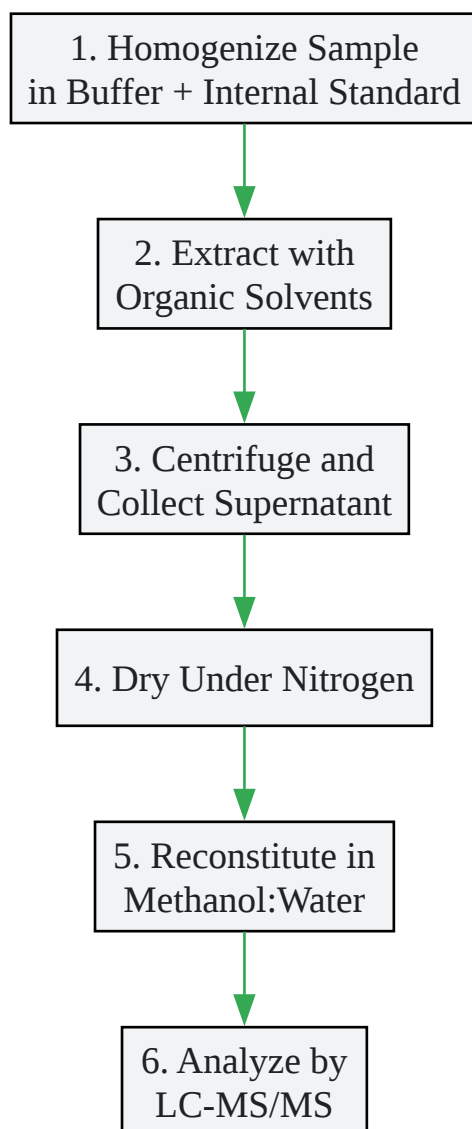 1. Homogenize Sample
in Buffer + Internal Standard
2. Extract with
Organic Solvents
3. Centrifuge and
Collect Supernatant
4. Dry Under Nitrogen
5. Reconstitute in
Methanol:Water
6. Analyze by
LC-MS/MS